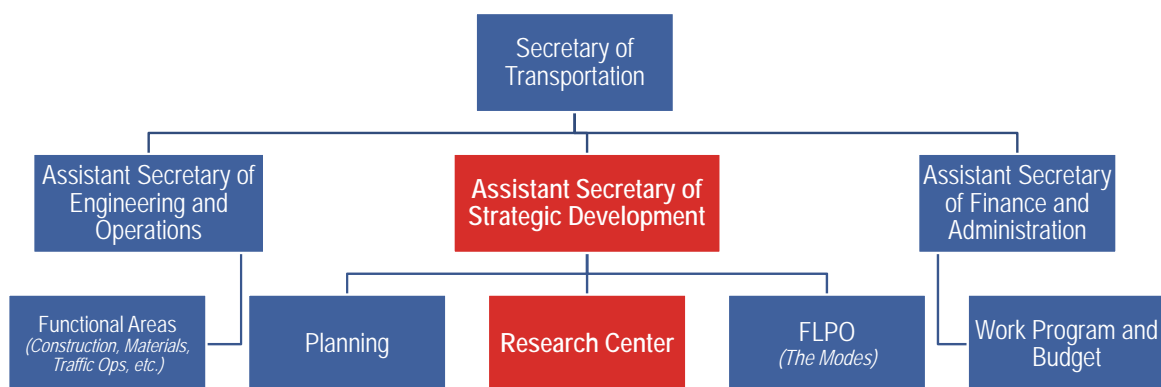 Secretary of
Transportation
Assistant Secretary of
Engineering and
Operations
Assistant Secretary of
Strategic Development
Assistant Secretary
of Finance and
Administration
Functional Areas
(Construction, Materials,
Traffic Ops, etc.)
Planning
Research Center
FLPO
(The Modes)
Work Program and
Budget